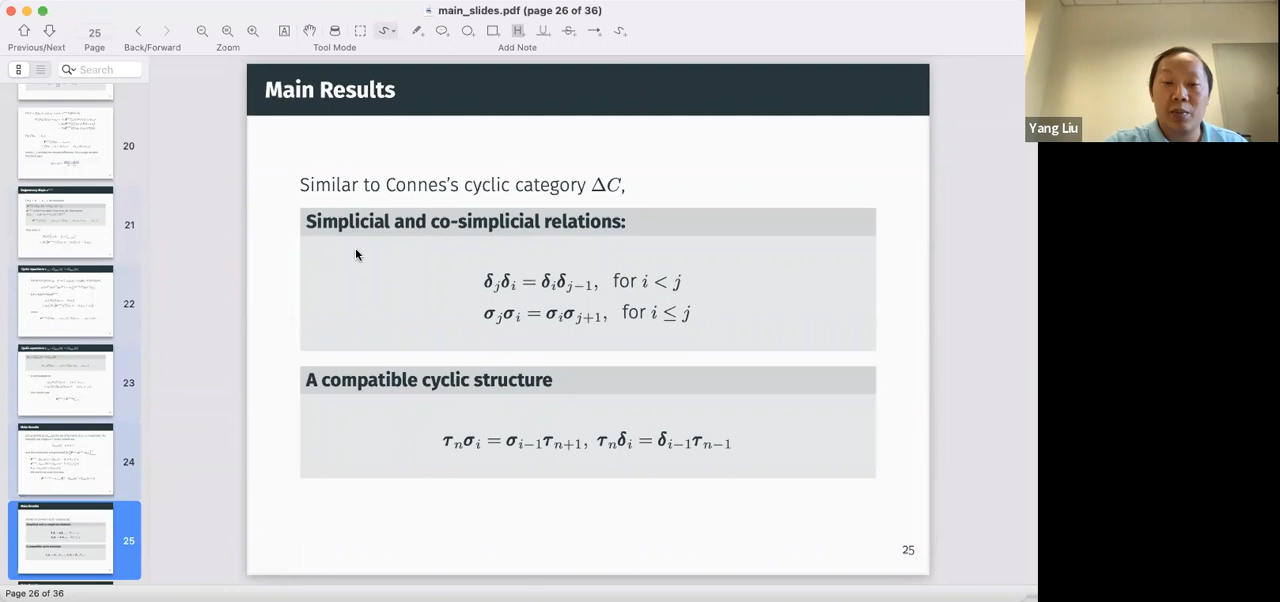 main_slides.pdf (page 26 of 36)
25
Previous/Next
Page
Back/Forward
Zoom
Tool Mode
Add Note
Search
20
21
22
23
24
25
Main Results
Similar to Connes's cyclic category ΔC,
Simplicial and co-simplicial relations:
δ_jδ_i = δ_iδ_{j−1}, for i < j
σ_jσ_i = σ_iσ_{j+1}, for i ≤ j
A compatible cyclic structure
τ_nσ_i = σ_{i−1}τ_{n+1}, τ_nδ_i = δ_{i−1}τ_{n−1}
25
Page 26 of 36
Yang Liu